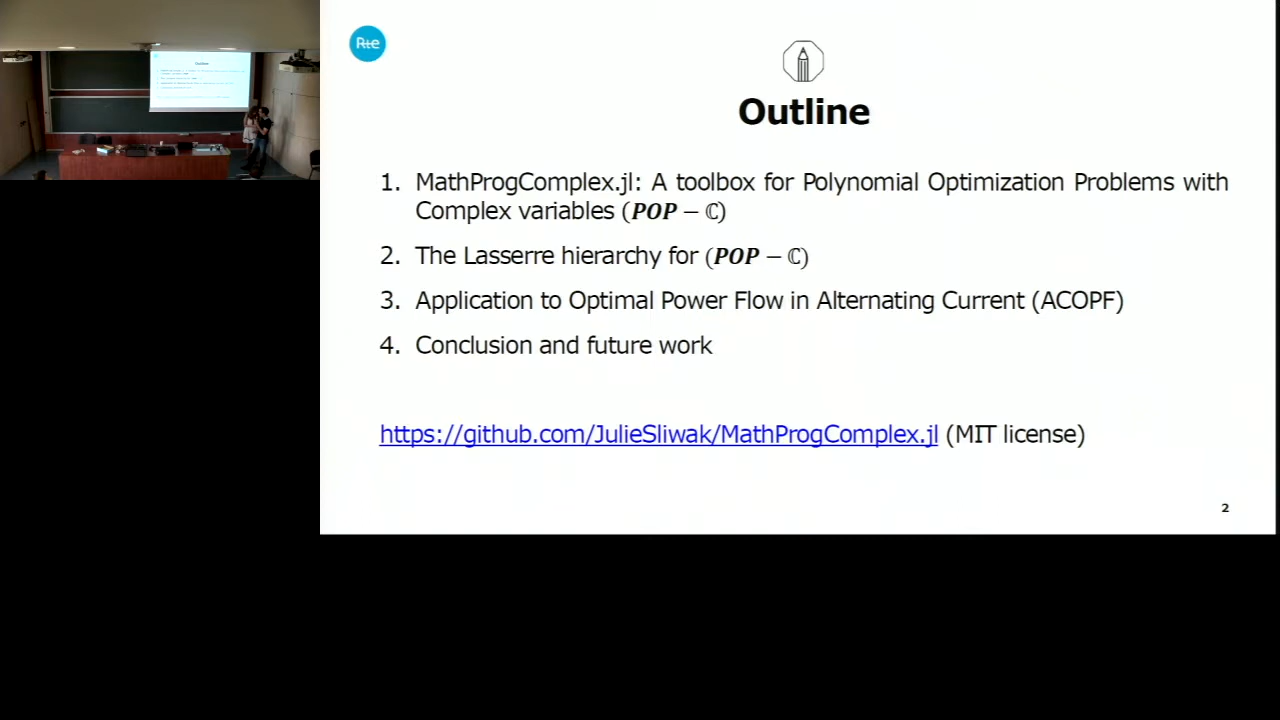 Rte
Outline
1. MathProgComplex.jl: A toolbox for Polynomial Optimization Problems with
Complex variables (POP − ℂ)
2. The Lasserre hierarchy for (POP − ℂ)
3. Application to Optimal Power Flow in Alternating Current (ACOPF)
4. Conclusion and future work
https://github.com/JulieSliwak/MathProgComplex.jl (MIT license)
2
Outline